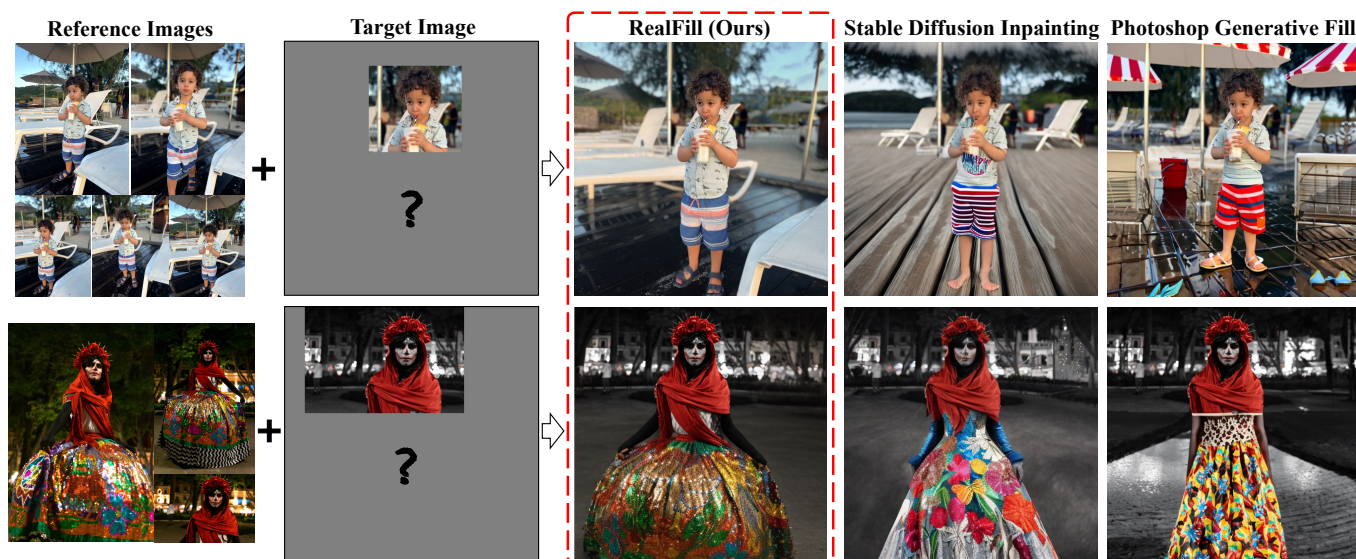 Reference Images
Target Image
RealFill (Ours)
Stable Diffusion Inpainting
Photoshop Generative Fill
+
?
+
?